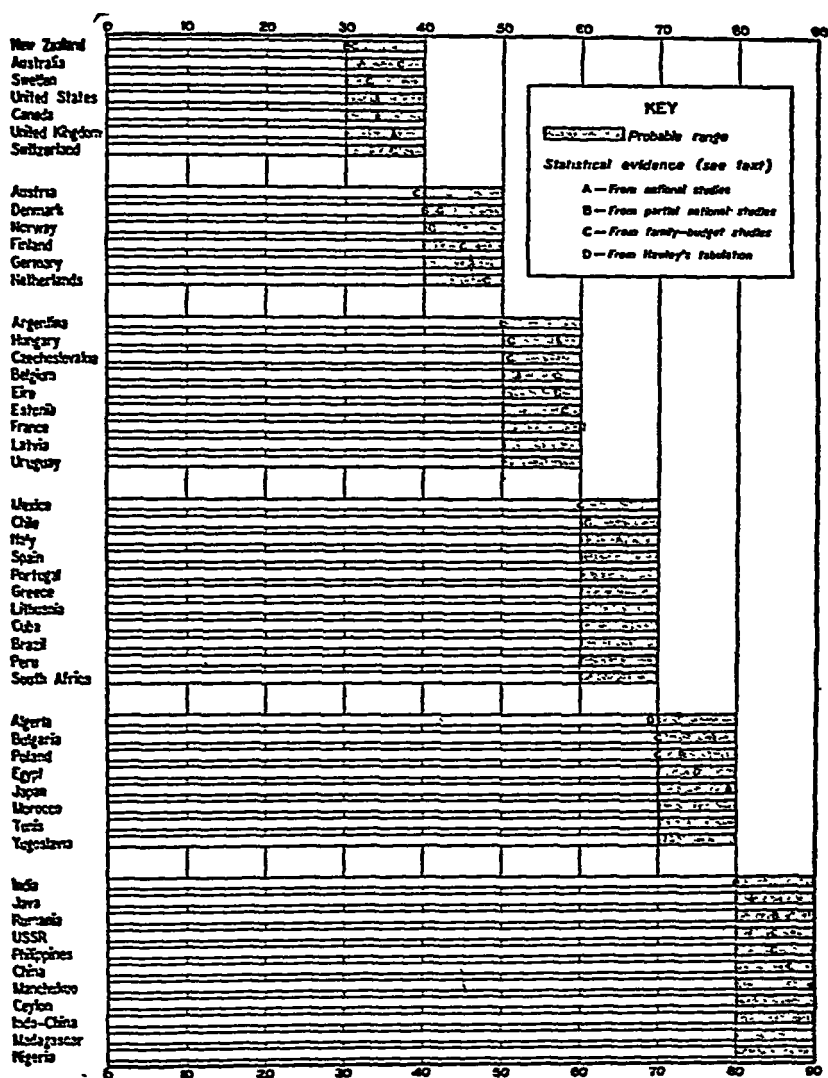 0 10 20 30 40 50 60 70 80 90
New Zealand
Australia
Sweden
United States
Canada
United Kingdom
Switzerland
KEY
Probable range
Statistical evidence (see text)
A—From national studies
B—From partial national studies
C—From family-budget studies
D—From Hawley's tabulation
Austria
Denmark
Norway
Finland
Germany
Netherlands
Argentina
Hungary
Czechoslovakia
Belgium
Eire
Estonia
France
Latvia
Uruguay
Mexico
Chile
Italy
Spain
Portugal
Greece
Lithuania
Cuba
Brazil
Peru
South Africa
Algeria
Bulgaria
Poland
Egypt
Japan
Morocco
Tunis
Yugoslavia
India
Java
Rumania
USSR
Philippines
China
Manchukuo
Ceylon
Indo-China
Madagascar
Nigeria
0 10 20 30 40 50 60 70 80 90